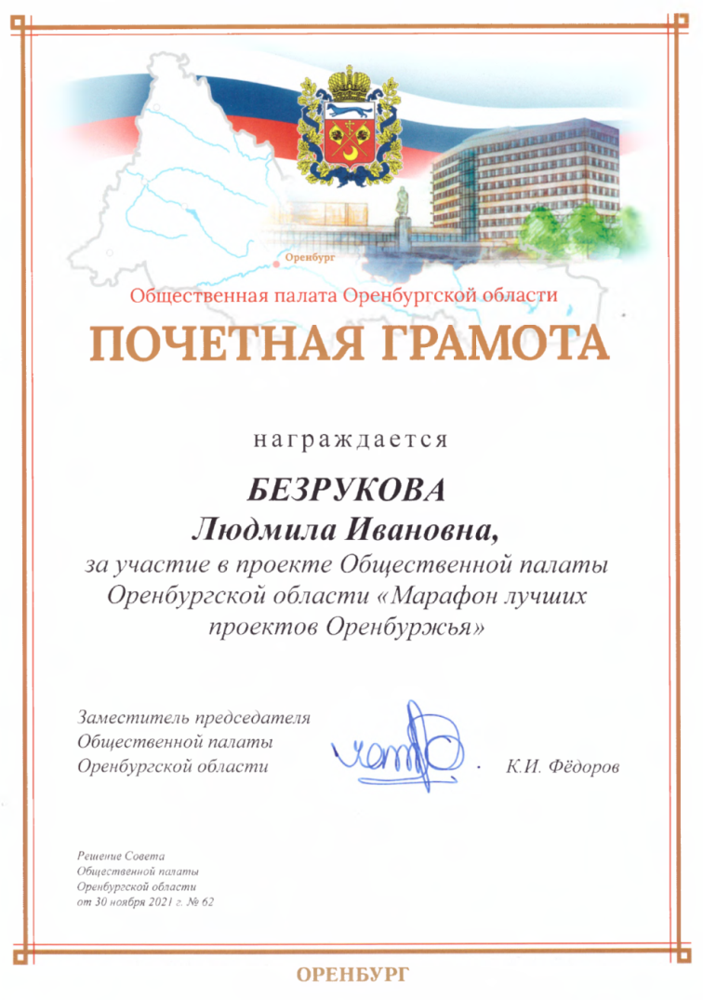 Оренбург
Общественная палата Оренбургской области
ПОЧЕТНАЯ ГРАМОТА
награждается
БЕЗРУКОВА
Людмила Ивановна,
за участие в проекте Общественной палаты
Оренбургской области «Марафон лучших
проектов Оренбуржья»
Заместитель председателя
Общественной палаты
Оренбургской области
К.И. Фёдоров
Решение Совета
Общественной палаты
Оренбургской области
от 30 ноября 2021 г. № 62
ОРЕНБУРГ